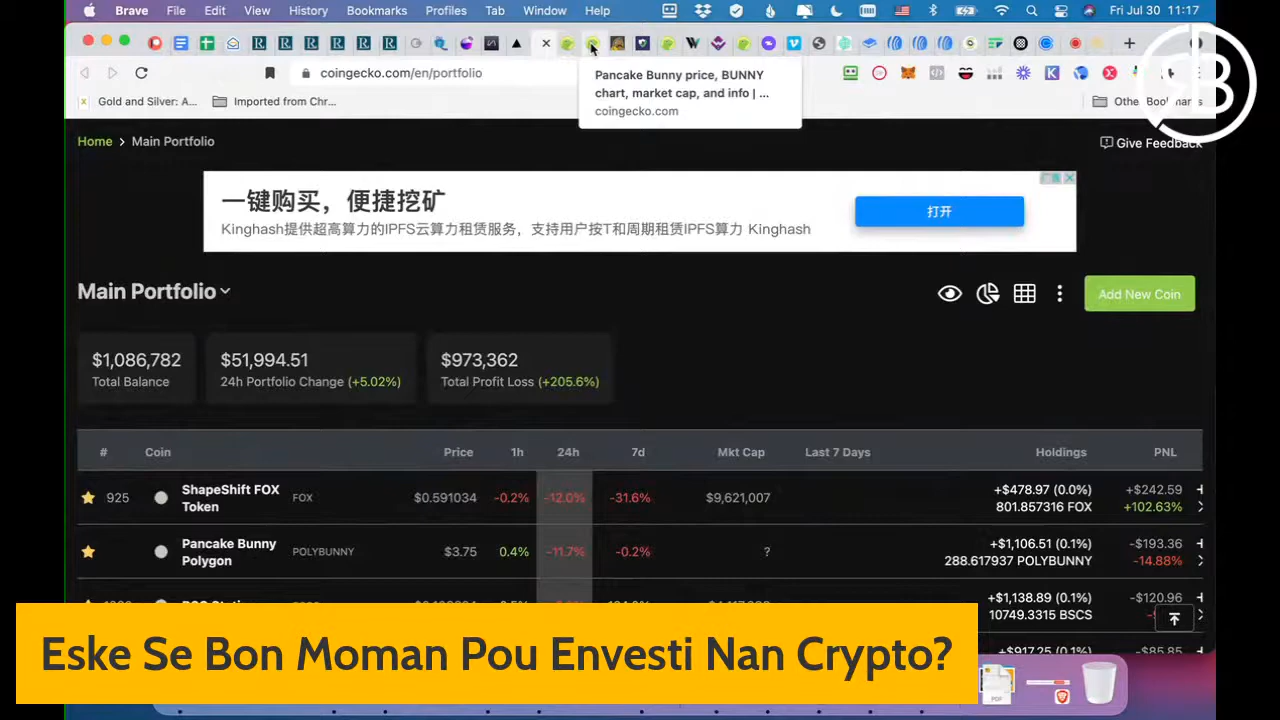 Brave File Edit View History Bookmarks Profiles Tab Window Help Fri Jul 30 11:17
coingecko.com/en/portfolio
Pancake Bunny price, BUNNY
chart, market cap, and info | ...
coingecko.com
Gold and Silver: A... Imported from Chr... Other Bookmarks
Home > Main Portfolio
Give Feedback
一键购买，便捷挖矿
Kinghash提供超高算力的IPFS云算力租赁服务，支持用户按T和周期租赁IPFS算力 Kinghash
打开
Main Portfolio
Add New Coin
$1,086,782
Total Balance
$51,994.51
24h Portfolio Change (+5.02%)
$973,362
Total Profit Loss (+205.6%)
# Coin Price 1h 24h 7d Mkt Cap Last 7 Days Holdings PNL
925 ShapeShift FOX Token FOX $0.591034 -0.2% -12.0% -31.6% $9,621,007 +$478.97 (0.0%) +$242.59
801.857316 FOX +102.63%
Pancake Bunny Polygon POLYBUNNY $3.75 0.4% -11.7% -0.2% ? +$1,106.51 (0.1%) -$193.36
288.617937 POLYBUNNY -14.88%
+$1,138.89 (0.1%) -$120.96
10749.3315 BSCS
+$917.25 (0.1%) -$85.85
Eske Se Bon Moman Pou Envesti Nan Crypto?
PDF